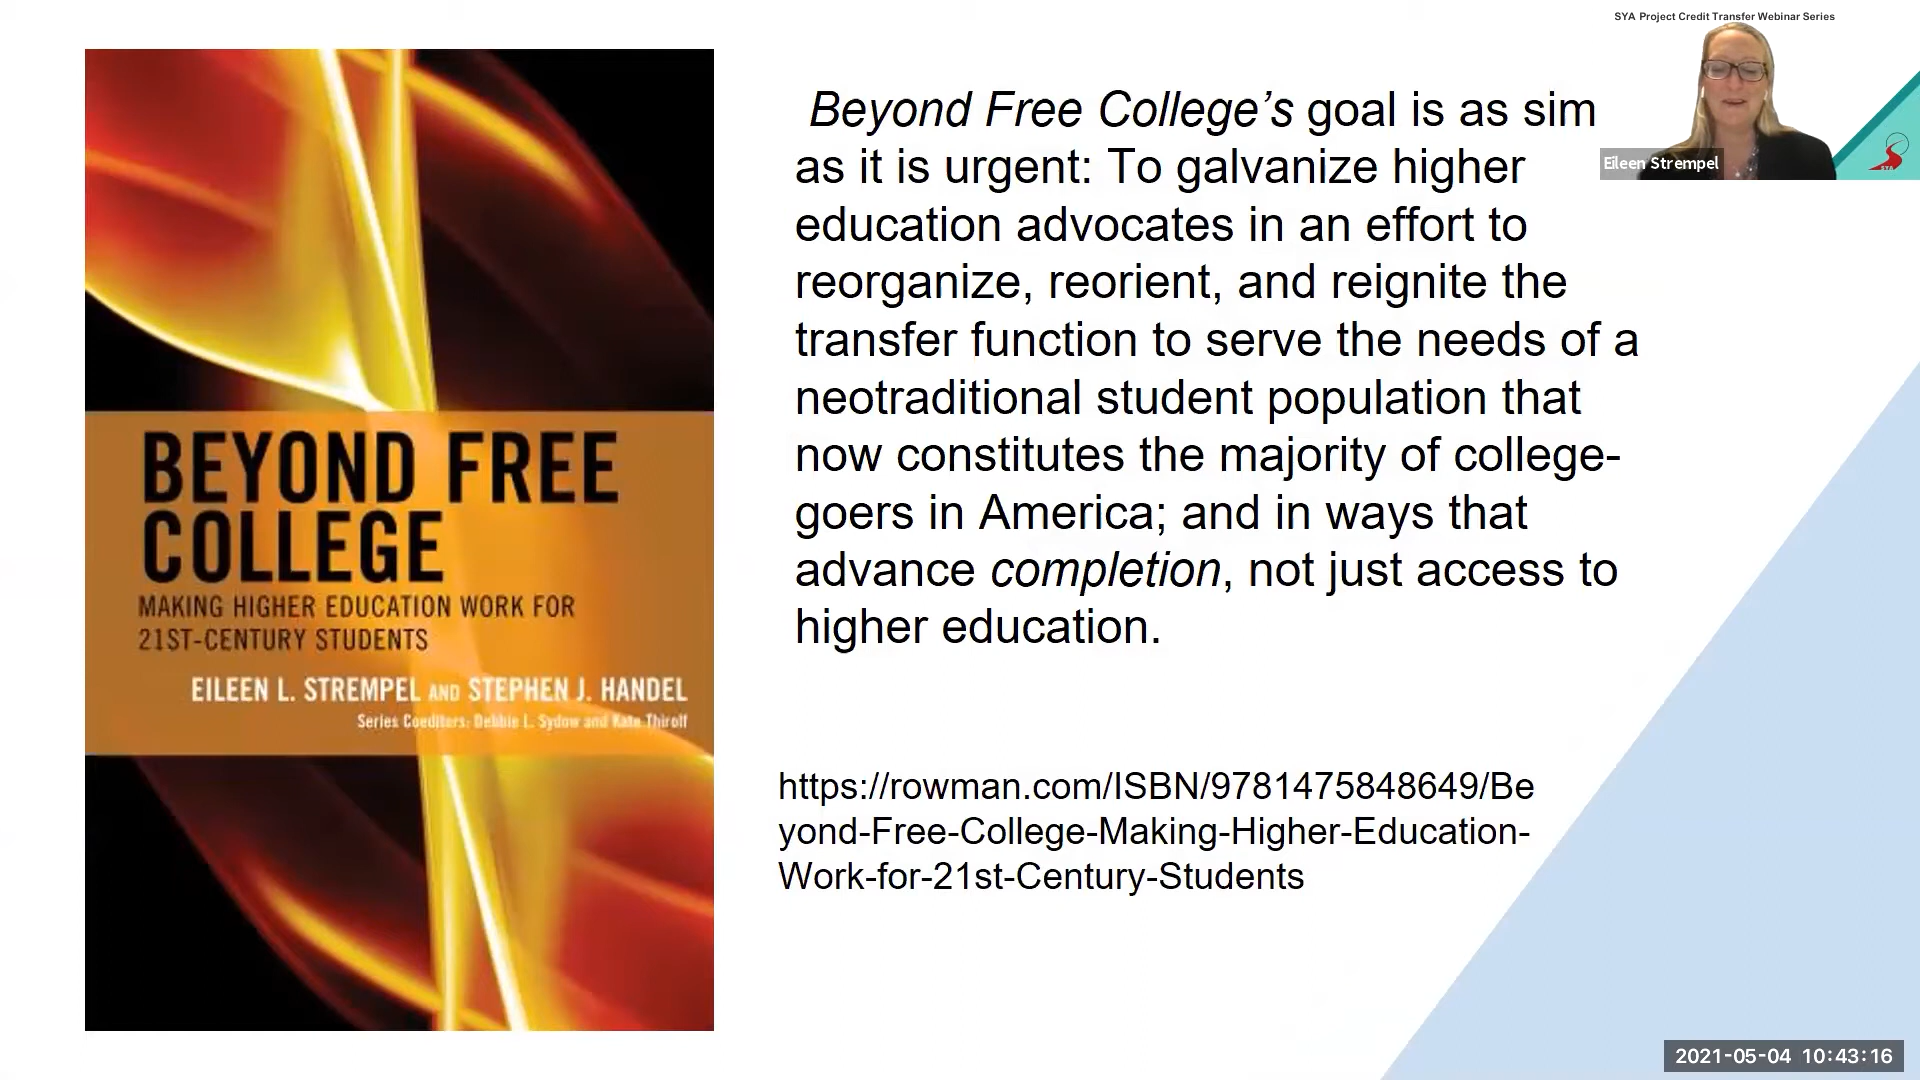 SYA Project Credit Transfer Webinar Series
Beyond Free College’s goal is as sim
as it is urgent: To galvanize higher
education advocates in an effort to
reorganize, reorient, and reignite the
transfer function to serve the needs of a
neotraditional student population that
now constitutes the majority of college-
goers in America; and in ways that
advance completion, not just access to
higher education.
Eileen Strempel
BEYOND FREE
COLLEGE
MAKING HIGHER EDUCATION WORK FOR
21ST-CENTURY STUDENTS
EILEEN L. STREMPEL AND STEPHEN J. HANDEL
Series Coeditors: Debbie L. Sydow and Kate Thirolf
https://rowman.com/ISBN/9781475848649/Be
yond-Free-College-Making-Higher-Education-
Work-for-21st-Century-Students
2021-05-04 10:43:16